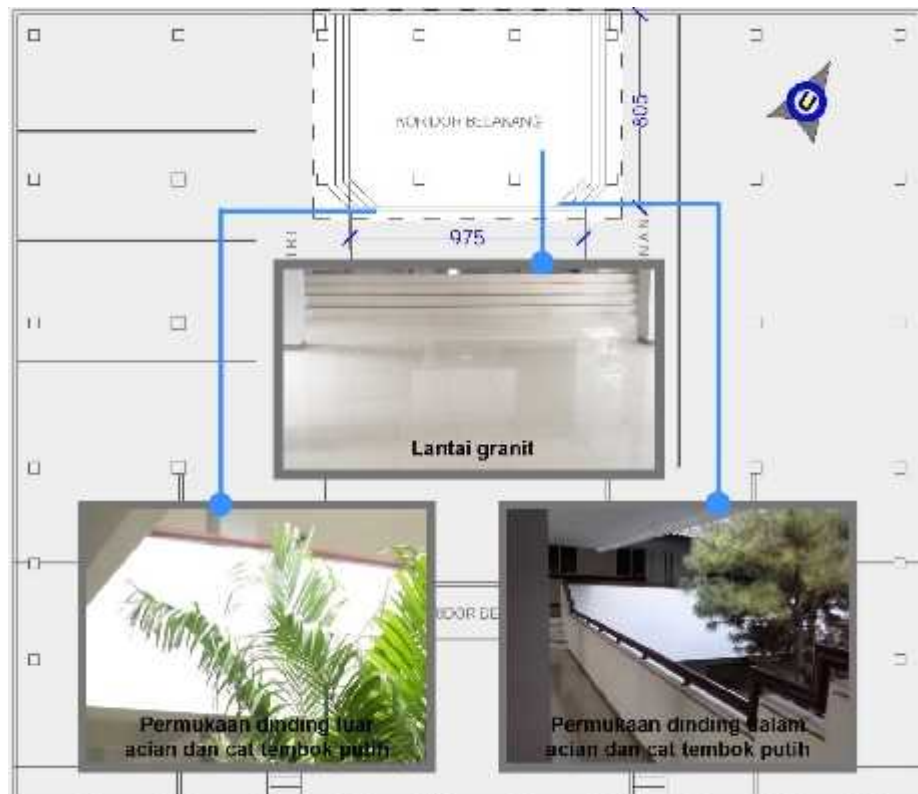 KORIDOR BELAKANG
805
U
975
NAN
Lantai granit
Permukaan dinding luar
acian dan cat tembok putih
Permukaan dinding dalam
acian dan cat tembok putih